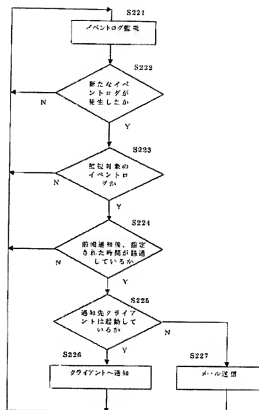 S221
イベントログ監視
S222
新たなイベ
ントログが
発生したか
N
Y
S223
監視対象の
イベントロ
グか
N
Y
S224
前回通知後、指定
された時間が経過
しているか
N
Y
S225
通知先クライア
ントは起動して
いるか
N
Y
S226
クライアントへ通知
S227
メール送信